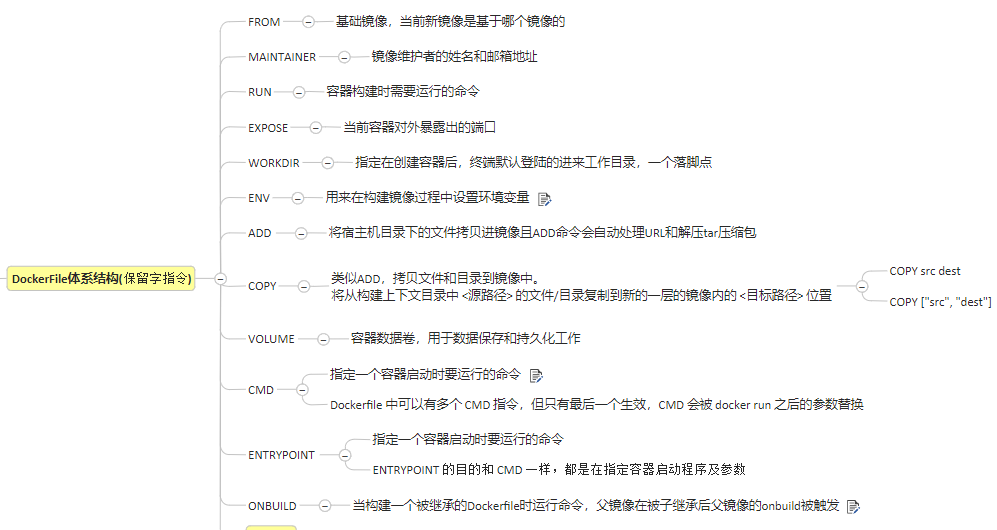 FROM
基础镜像，当前新镜像是基于哪个镜像的
MAINTAINER
镜像维护者的姓名和邮箱地址
RUN
容器构建时需要运行的命令
EXPOSE
当前容器对外暴露出的端口
WORKDIR
指定在创建容器后，终端默认登陆的进来工作目录，一个落脚点
ENV
用来在构建镜像过程中设置环境变量
ADD
将宿主机目录下的文件拷贝进镜像且ADD命令会自动处理URL和解压tar压缩包
DockerFile体系结构(保留字指令)
COPY
类似ADD，拷贝文件和目录到镜像中。
将从构建上下文目录中 <源路径> 的文件/目录复制到新的一层的镜像内的 <目标路径> 位置
COPY src dest
COPY ["src", "dest"]
VOLUME
容器数据卷，用于数据保存和持久化工作
CMD
指定一个容器启动时要运行的命令
Dockerfile 中可以有多个 CMD 指令，但只有最后一个生效，CMD 会被 docker run 之后的参数替换
ENTRYPOINT
指定一个容器启动时要运行的命令
ENTRYPOINT 的目的和 CMD 一样，都是在指定容器启动程序及参数
ONBUILD
当构建一个被继承的Dockerfile时运行命令，父镜像在被子继承后父镜像的onbuild被触发